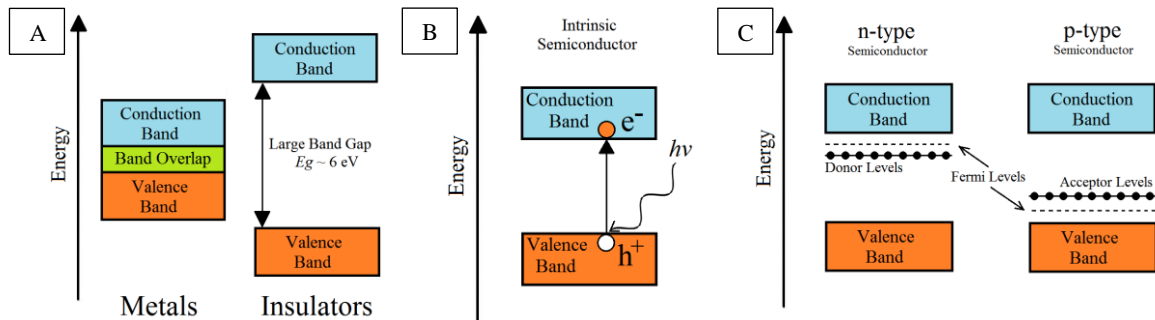 A
Energy
Conduction
Band
Band Overlap
Valence
Band
Metals
Conduction
Band
Large Band Gap
Eg ~ 6 eV
Valence
Band
Insulators
B
Energy
Intrinsic
Semiconductor
Conduction
Band
e-
hν
Valence
Band
h+
C
Energy
n-type
Semiconductor
Conduction
Band
Donor Levels
Valence
Band
Fermi Levels
p-type
Semiconductor
Conduction
Band
Acceptor Levels
Valence
Band